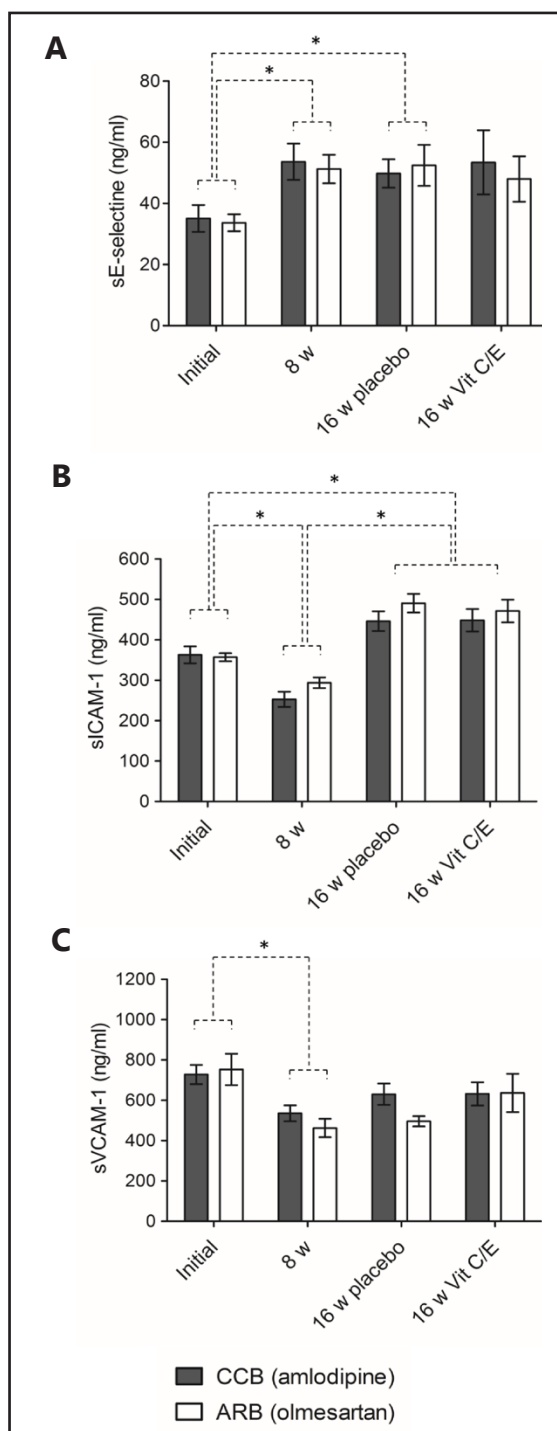 A
*
*
sE-selectine (ng/ml)
80
60
40
20
0
Initial
8 w
16 w placebo
16 w Vit C/E
B
*
*
*
sICAM-1 (ng/ml)
600
500
400
300
200
100
0
Initial
8 w
16 w placebo
16 w Vit C/E
C
*
sVCAM-1 (ng/ml)
1200
1000
800
600
400
200
0
Initial
8 w
16 w placebo
16 w Vit C/E
CCB (amlodipine)
ARB (olmesartan)